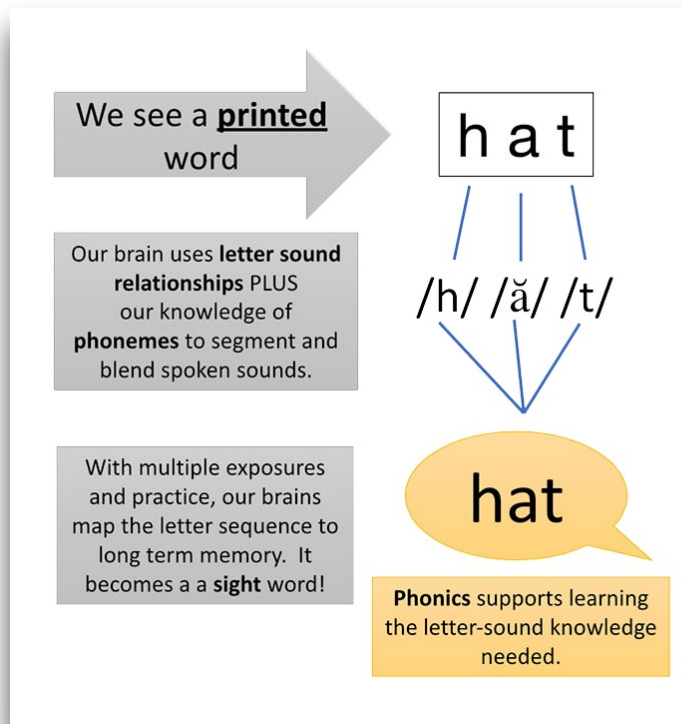 We see a printed
word
h a t
Our brain uses letter sound
relationships PLUS
our knowledge of
phonemes to segment and
blend spoken sounds.
/h/ /ă/ /t/
With multiple exposures
and practice, our brains
map the letter sequence to
long term memory. It
becomes a a sight word!
hat
Phonics supports learning
the letter-sound knowledge
needed.